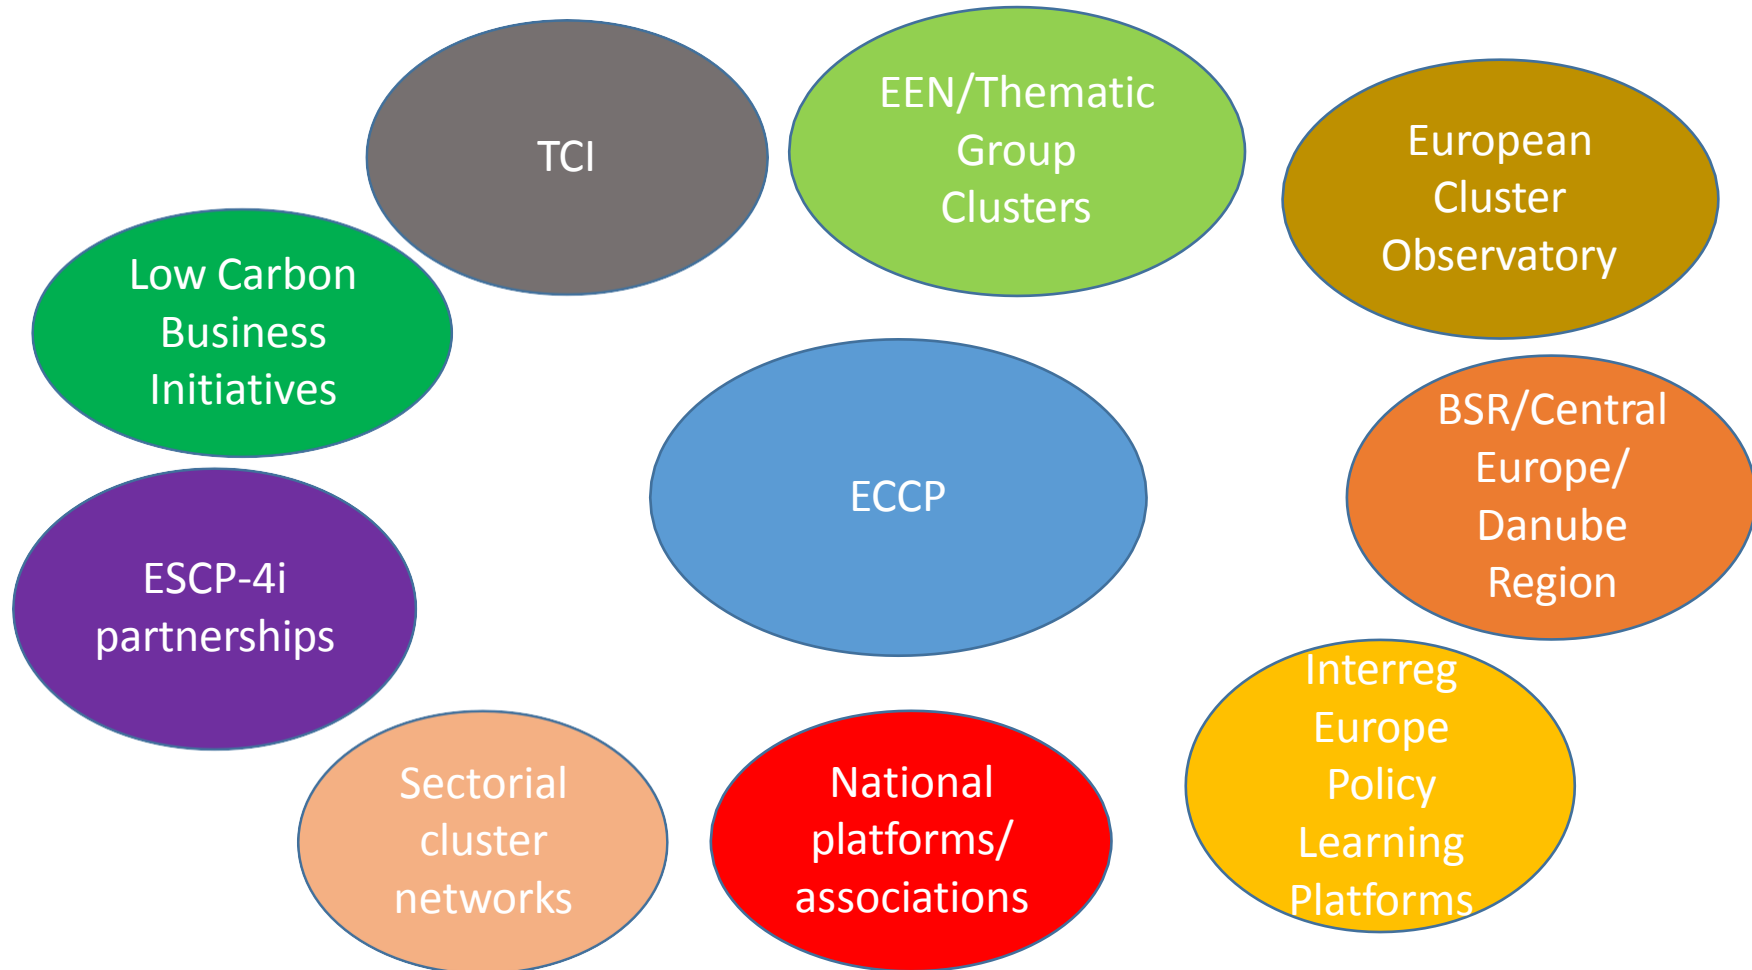 TCI
EEN/Thematic
Group
Clusters
European
Cluster
Observatory
Low Carbon
Business
Initiatives
ECCP
BSR/Central
Europe/
Danube
Region
ESCP-4i
partnerships
Interreg
Europe
Policy
Learning
Platforms
Sectorial
cluster
networks
National
platforms/
associations